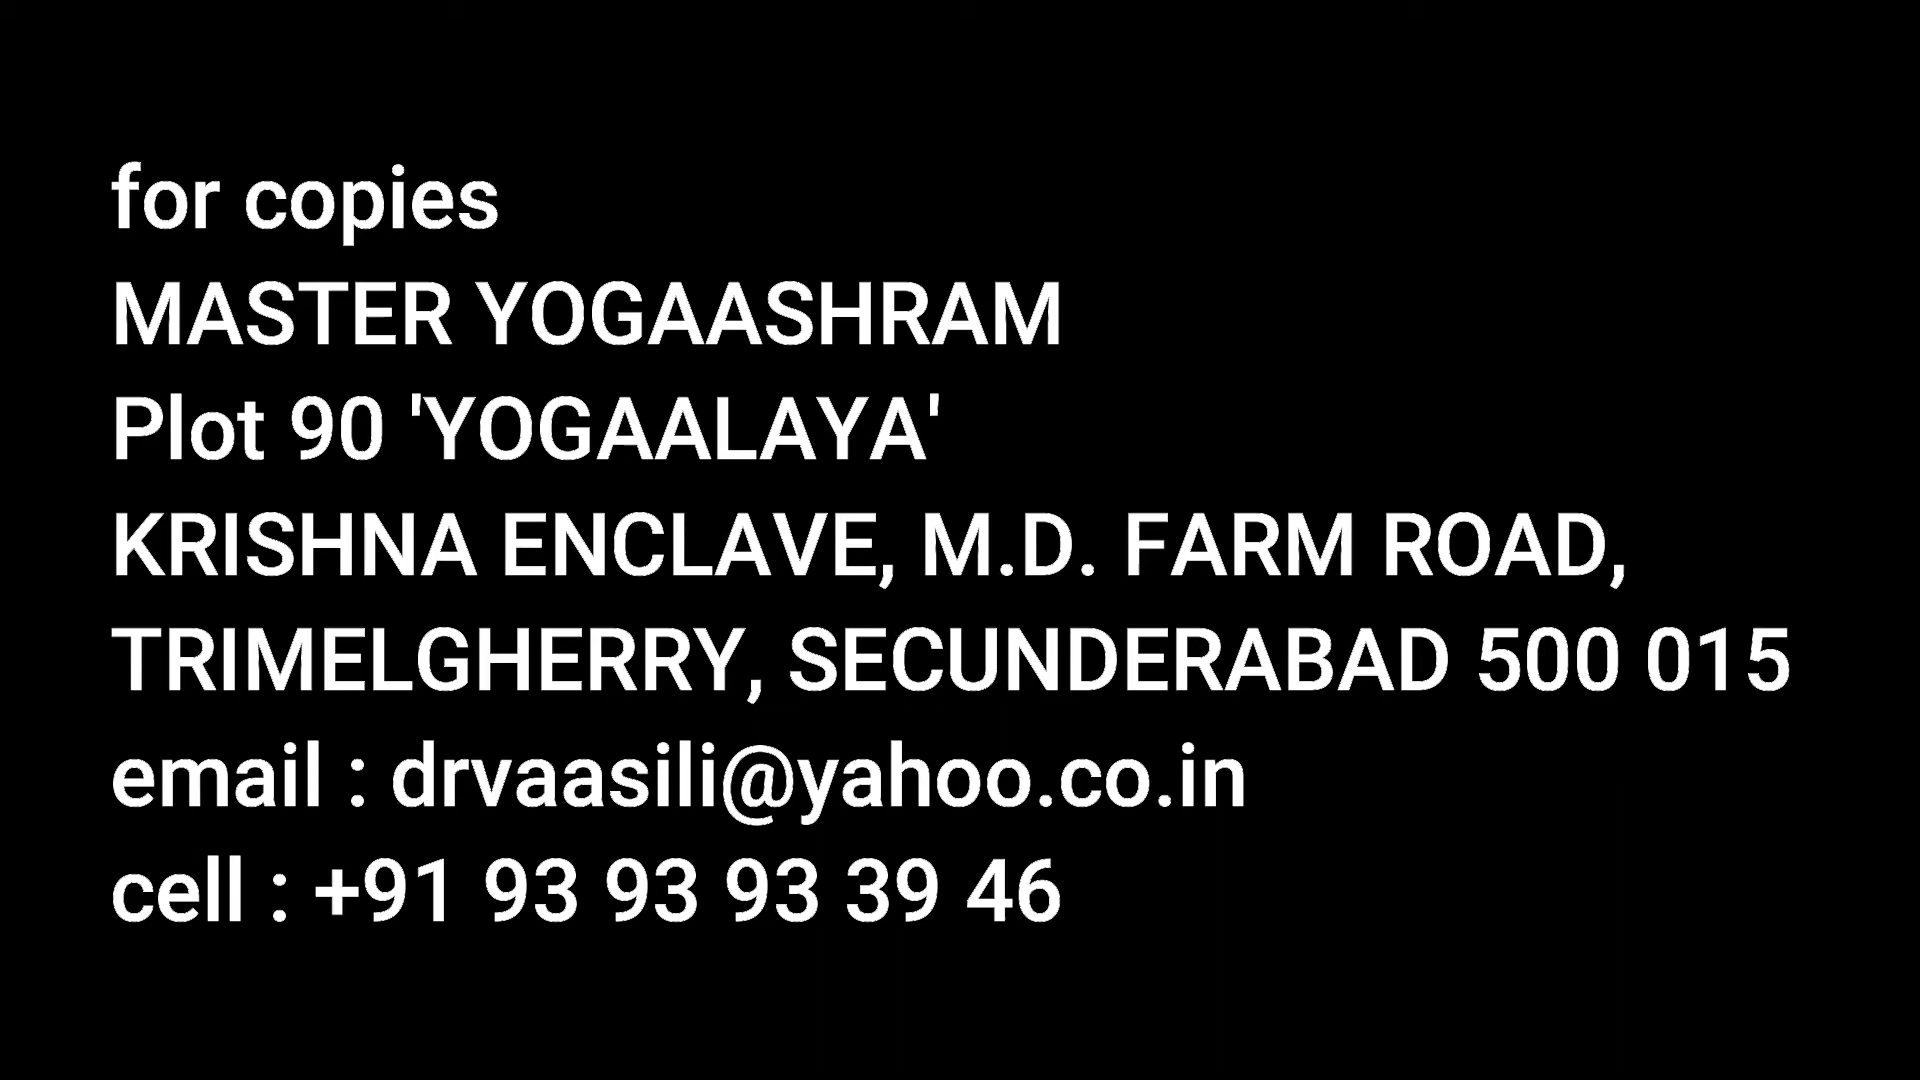 for copies
MASTER YOGAASHRAM
Plot 90 'YOGAALAYA'
KRISHNA ENCLAVE, M.D. FARM ROAD,
TRIMELGHERRY, SECUNDERABAD 500 015
email : drvaasili@yahoo.co.in
cell : +91 93 93 93 39 46